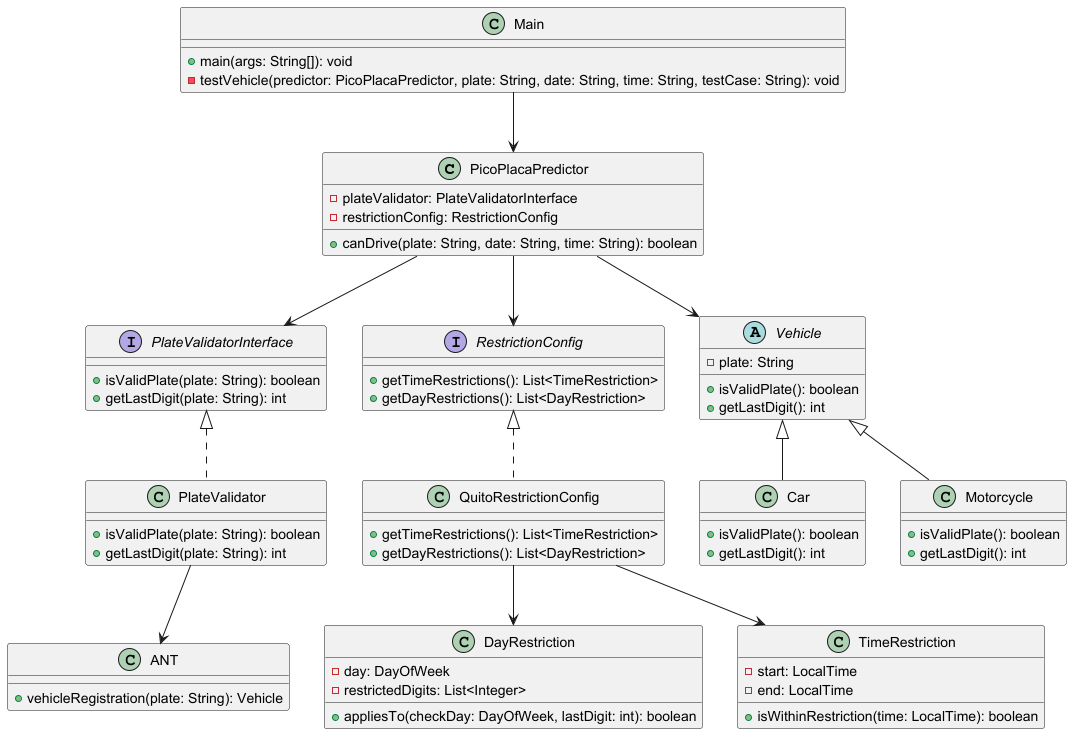 C Main
main(args: String[]): void
testVehicle(predictor: PicoPlacaPredictor, plate: String, date: String, time: String, testCase: String): void
C PicoPlacaPredictor
plateValidator: PlateValidatorInterface
restrictionConfig: RestrictionConfig
canDrive(plate: String, date: String, time: String): boolean
I PlateValidatorInterface
isValidPlate(plate: String): boolean
getLastDigit(plate: String): int
I RestrictionConfig
getTimeRestrictions(): List<TimeRestriction>
getDayRestrictions(): List<DayRestriction>
A Vehicle
plate: String
isValidPlate(): boolean
getLastDigit(): int
C PlateValidator
isValidPlate(plate: String): boolean
getLastDigit(plate: String): int
C QuitoRestrictionConfig
getTimeRestrictions(): List<TimeRestriction>
getDayRestrictions(): List<DayRestriction>
C Car
isValidPlate(): boolean
getLastDigit(): int
C Motorcycle
isValidPlate(): boolean
getLastDigit(): int
C ANT
vehicleRegistration(plate: String): Vehicle
C DayRestriction
day: DayOfWeek
restrictedDigits: List<Integer>
appliesTo(checkDay: DayOfWeek, lastDigit: int): boolean
C TimeRestriction
start: LocalTime
end: LocalTime
isWithinRestriction(time: LocalTime): boolean